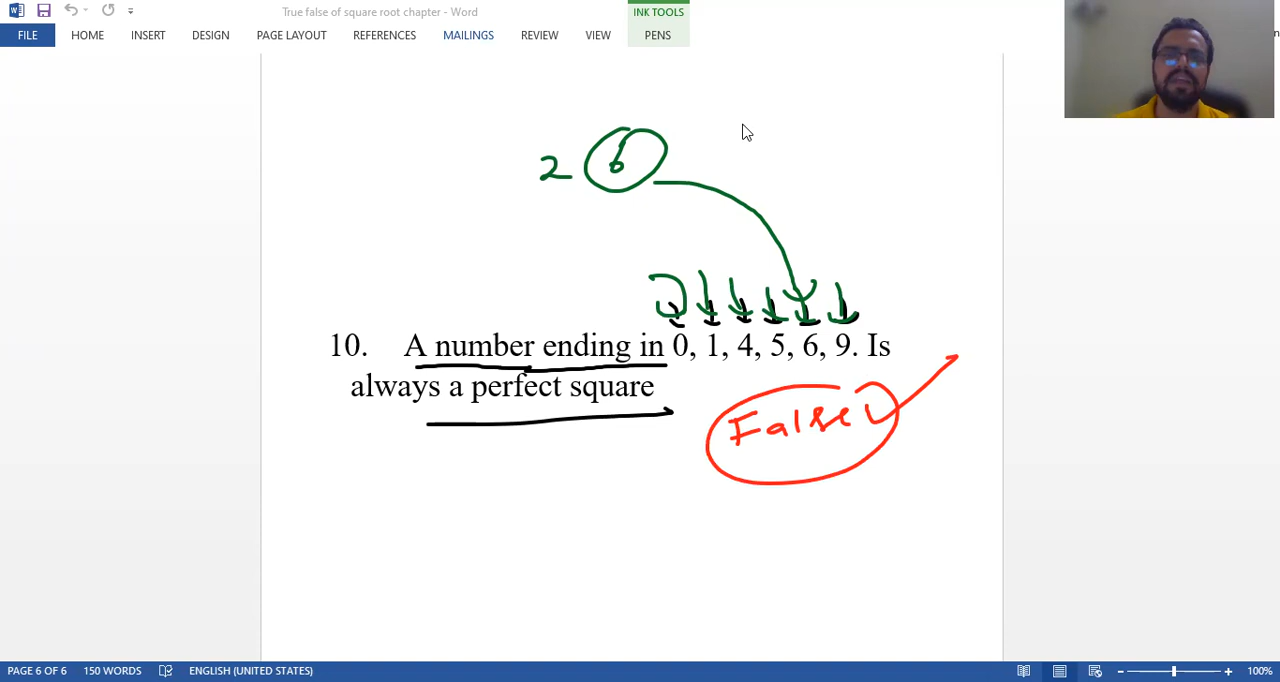 True false of square root chapter - Word
INK TOOLS
FILE HOME INSERT DESIGN PAGE LAYOUT REFERENCES MAILINGS REVIEW VIEW PENS
2 6
10. A number ending in 0, 1, 4, 5, 6, 9. Is
always a perfect square
False
PAGE 6 OF 6 150 WORDS ENGLISH (UNITED STATES) 100%